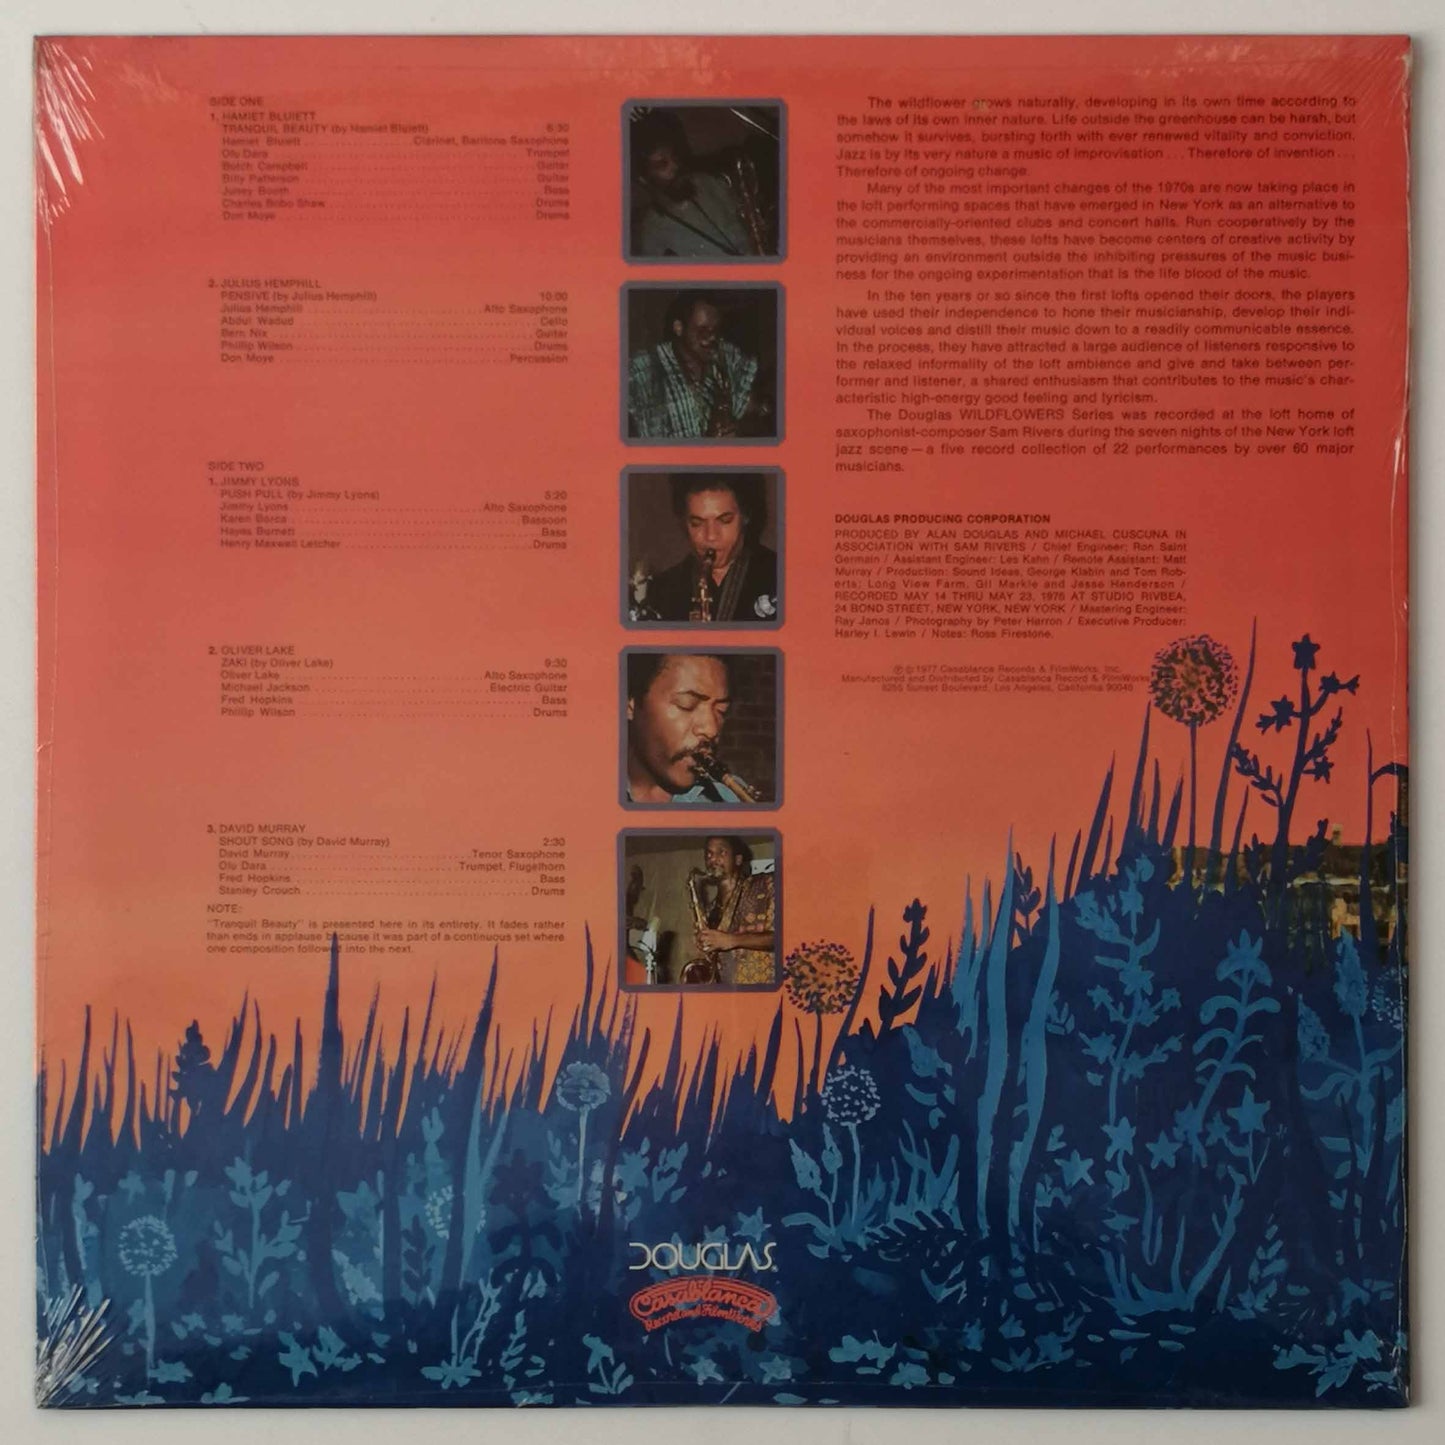 SIDE ONE
1. HAMIET BLUIETT
TRANQUIL BEAUTY (by Hamiet Bluiett) 6:30
Hamiet Bluiett Clarinet, Baritone Saxophone
Olu Dara Trumpet
Butch Campbell Guitar
Billy Patterson Guitar
Juney Booth Bass
Charles Bobo Shaw Drums
Don Moye Drums
2. JULIUS HEMPHILL
PENSIVE (by Julius Hemphill) 10:00
Julius Hemphill Alto Saxophone
Abdul Wadud Cello
Bern Nix Guitar
Phillip Wilson Drums
Don Moye Percussion
SIDE TWO
1. JIMMY LYONS
PUSH PULL (by Jimmy Lyons) 5:20
Jimmy Lyons Alto Saxophone
Karen Borca Bassoon
Hayes Burnett Bass
Henry Maxwell Letcher Drums
2. OLIVER LAKE
ZAKI (by Oliver Lake) 9:30
Oliver Lake Alto Saxophone
Michael Jackson Electric Guitar
Fred Hopkins Bass
Phillip Wilson Drums
3. DAVID MURRAY
SHOUT SONG (by David Murray) 2:30
David Murray Tenor Saxophone
Olu Dara Trumpet, Flugelhorn
Fred Hopkins Bass
Stanley Crouch Drums
NOTE:
"Tranquil Beauty" is presented here in its entirety. It fades rather
than ends in applause because it was part of a continuous set where
one composition followed into the next.
The wildflower grows naturally, developing in its own time according to
the laws of its own inner nature. Life outside the greenhouse can be harsh, but
somehow it survives, bursting forth with ever renewed vitality and conviction.
Jazz is by its very nature a music of improvisation . . . Therefore of invention . . .
Therefore of ongoing change.
Many of the most important changes of the 1970s are now taking place in
the loft performing spaces that have emerged in New York as an alternative to
the commercially-oriented clubs and concert halls. Run cooperatively by the
musicians themselves, these lofts have become centers of creative activity by
providing an environment outside the inhibiting pressures of the music busi-
ness for the ongoing experimentation that is the life blood of the music.
In the ten years or so since the first lofts opened their doors, the players
have used their independence to hone their musicianship, develop their indi-
vidual voices and distill their music down to a readily communicable essence.
In the process, they have attracted a large audience of listeners responsive to
the relaxed informality of the loft ambience and give and take between per-
former and listener, a shared enthusiasm that contributes to the music's char-
acteristic high-energy good feeling and lyricism.
The Douglas WILDFLOWERS Series was recorded at the loft home of
saxophonist-composer Sam Rivers during the seven nights of the New York loft
jazz scene — a five record collection of 22 performances by over 60 major
musicians.
DOUGLAS PRODUCING CORPORATION
PRODUCED BY ALAN DOUGLAS AND MICHAEL CUSCUNA IN
ASSOCIATION WITH SAM RIVERS / Chief Engineer: Ron Saint
Germain / Assistant Engineer: Les Kahn / Remote Assistant: Matt
Murray / Production: Sound Ideas, George Klabin and Tom Rob-
erts; Long View Farm, Gil Markle and Jesse Henderson /
RECORDED MAY 14 THRU MAY 23, 1976 AT STUDIO RIVBEA,
24 BOND STREET, NEW YORK, NEW YORK / Mastering Engineer:
Ray Janos / Photography by Peter Harron / Executive Producer:
Harley I. Lewin / Notes: Ross Firestone.
℗ © 1977 Casablanca Records & FilmWorks, Inc.
Manufactured and Distributed by Casablanca Record & FilmWorks
8255 Sunset Boulevard, Los Angeles, California 90046
DOUGLAS
Casablanca
Record and FilmWorks